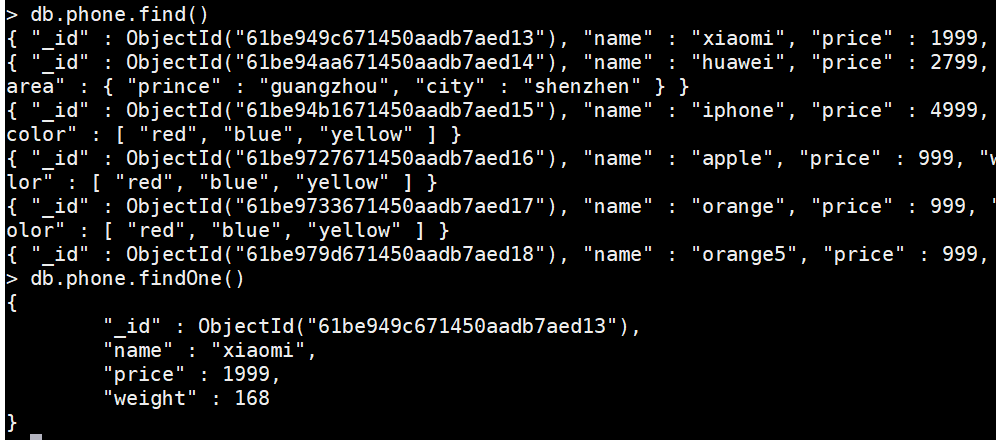 > db.phone.find()
{ "_id" : ObjectId("61be949c671450aadb7aed13"), "name" : "xiaomi", "price" : 1999,
{ "_id" : ObjectId("61be94aa671450aadb7aed14"), "name" : "huawei", "price" : 2799,
area" : { "prince" : "guangzhou", "city" : "shenzhen" } }
{ "_id" : ObjectId("61be94b1671450aadb7aed15"), "name" : "iphone", "price" : 4999,
color" : [ "red", "blue", "yellow" ] }
{ "_id" : ObjectId("61be9727671450aadb7aed16"), "name" : "apple", "price" : 999, "w
lor" : [ "red", "blue", "yellow" ] }
{ "_id" : ObjectId("61be9733671450aadb7aed17"), "name" : "orange", "price" : 999, "
olor" : [ "red", "blue", "yellow" ] }
{ "_id" : ObjectId("61be979d671450aadb7aed18"), "name" : "orange5", "price" : 999,
> db.phone.findOne()
{
        "_id" : ObjectId("61be949c671450aadb7aed13"),
        "name" : "xiaomi",
        "price" : 1999,
        "weight" : 168
}